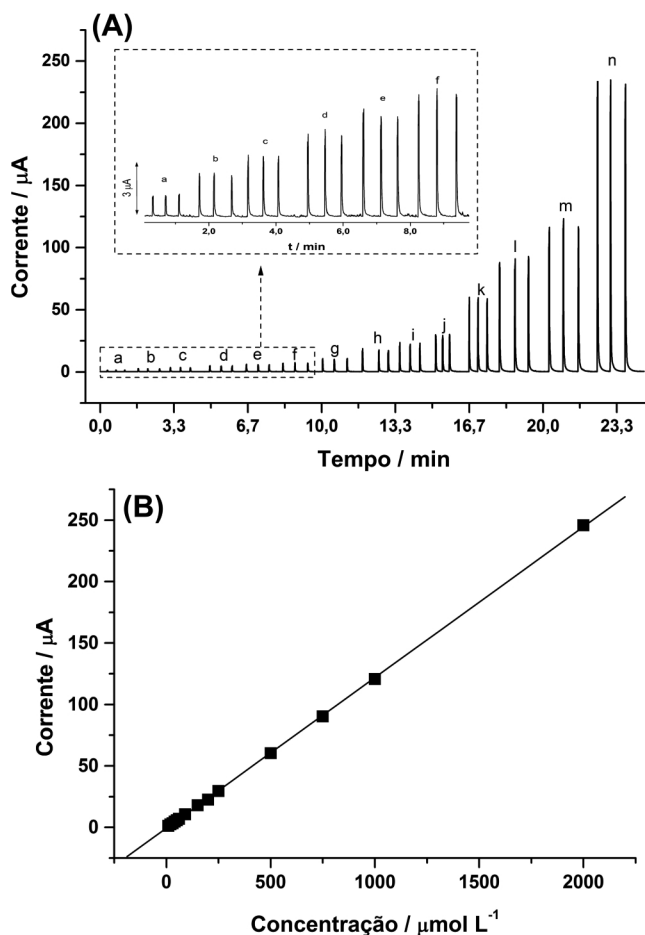 (A)
250
200
150
100
50
0
Corrente / µA
3 µA
a
b
c
d
e
f
2,0
4,0
6,0
8,0
t / min
a
b
c
d
e
f
g
h
i
j
k
l
m
n
0,0
3,3
6,7
10,0
13,3
16,7
20,0
23,3
Tempo / min
(B)
250
200
150
100
50
0
Corrente / µA
0
500
1000
1500
2000
Concentração / µmol L⁻¹